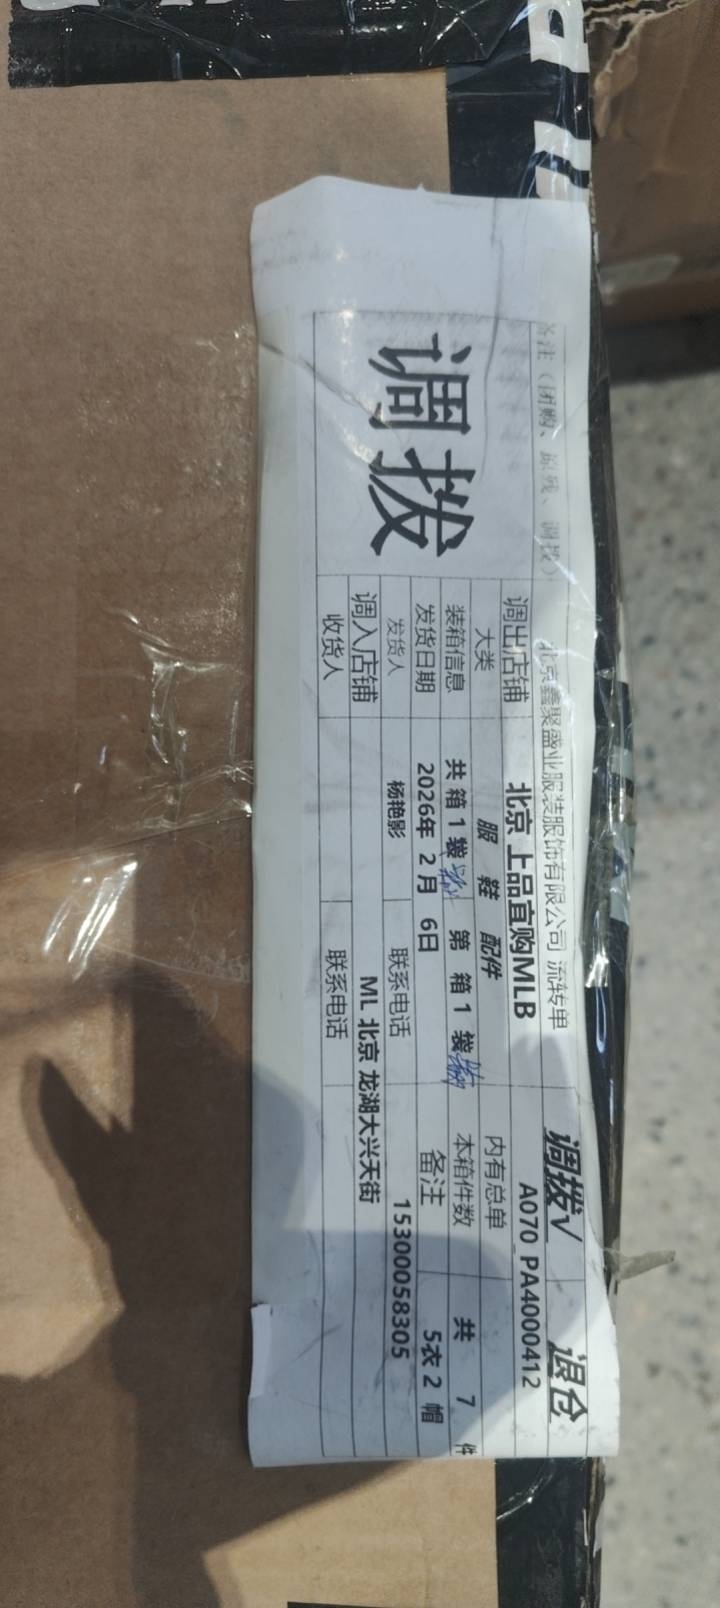 备注（团购、原残、调拨）
调拨
北京鑫聚盛业服装服饰有限公司 流转单
调拨√ 退仓
调出店铺 北京 上品宜购MLB A070 PA4000412
大类 服 鞋 配件 内有总单
装箱信息 共 箱 1 袋 第 箱 1 袋 本箱件数 共 7 件
发货日期 2026年 2 月 6日 备注 5衣 2 帽
发货人 杨艳影 联系电话 15300058305
调入店铺 ML 北京 龙湖大兴天街
收货人 联系电话